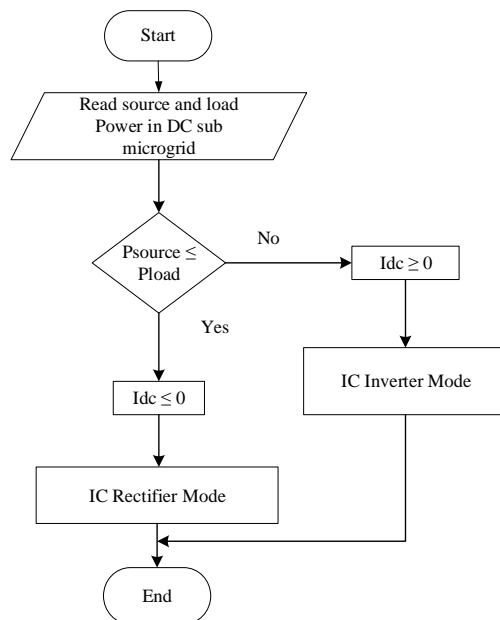 Start
Read source and load
Power in DC sub
microgrid
Psource ≤
Pload
No
Idc ≥ 0
Yes
IC Inverter Mode
Idc ≤ 0
IC Rectifier Mode
End